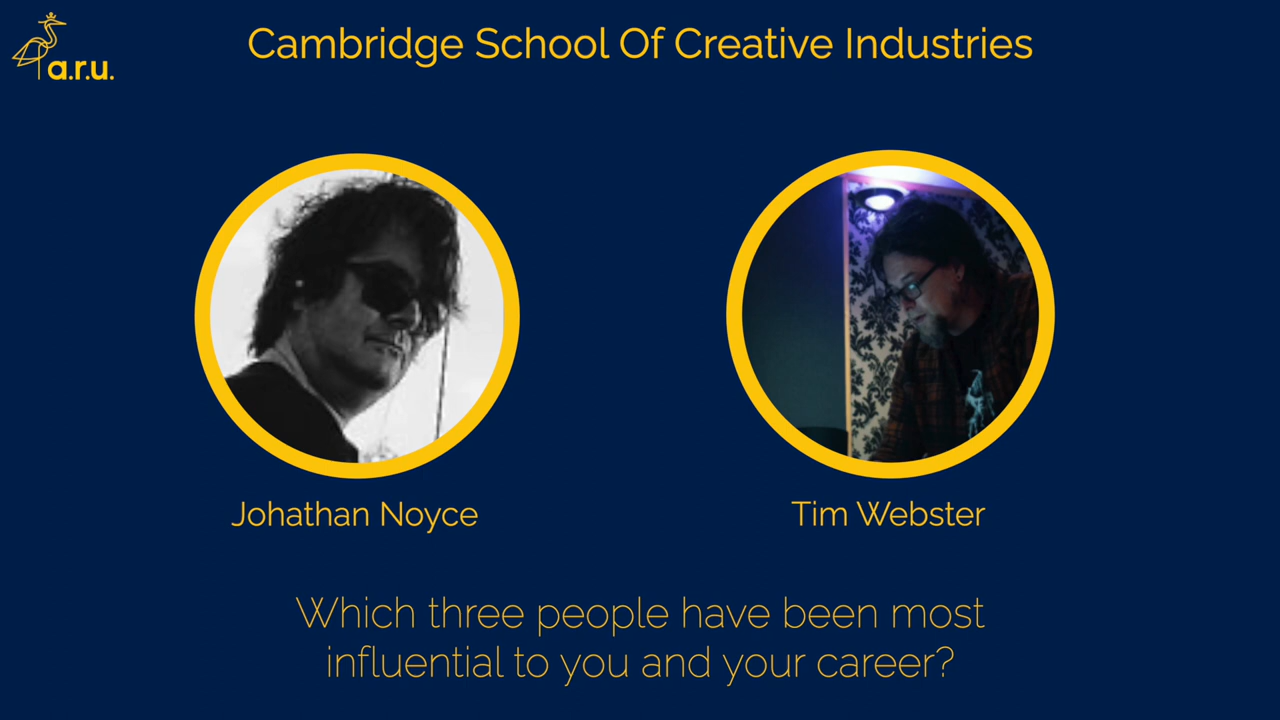 Cambridge School Of Creative Industries
a.r.u.
Johathan Noyce
Tim Webster
Which three people have been most
influential to you and your career?